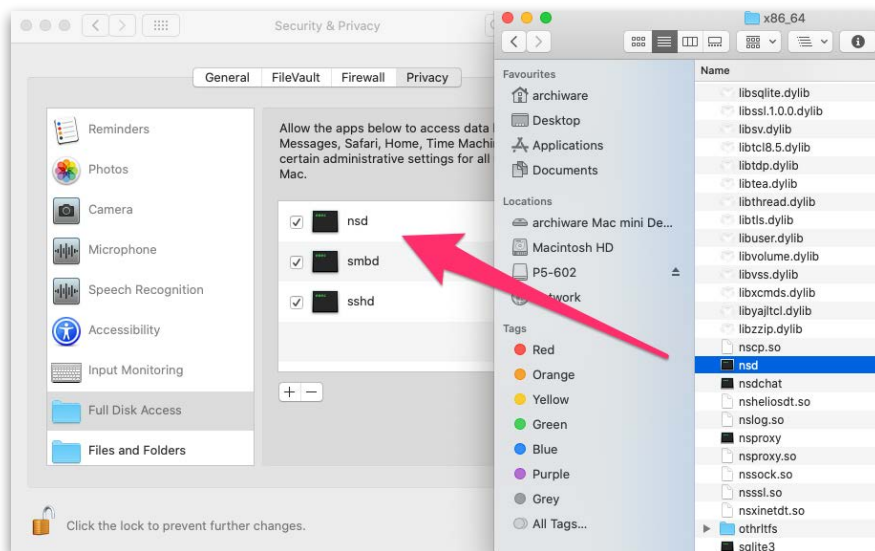 Security & Privacy
General
FileVault
Firewall
Privacy
Reminders
Photos
Camera
Microphone
Speech Recognition
Accessibility
Input Monitoring
Full Disk Access
Files and Folders
Allow the apps below to access data
Messages, Safari, Home, Time
certain administrative settings for all
Mac.
nsd
smbd
sshd
Click the lock to prevent further changes.
x86_64
Favourites
archiware
Desktop
Applications
Documents
Locations
archiware Mac mini De...
Macintosh HD
P5-602
Tags
Red
Orange
Yellow
Green
Blue
Purple
Grey
All Tags...
Name
libsqlite.dylib
libssl.1.0.0.dylib
libsv.dylib
libtcl8.5.dylib
libtdp.dylib
libtea.dylib
libthread.dylib
libtls.dylib
libuser.dylib
libvolume.dylib
libvss.dylib
libxcmds.dylib
libyajltcl.dylib
libzzip.dylib
nscp.so
nsd
nsdchat
nsheliosdt.so
nslog.so
nsproxy
nsproxy.so
nssock.so
nsssl.so
nsxinetdt.so
othrltfs
sqlite3